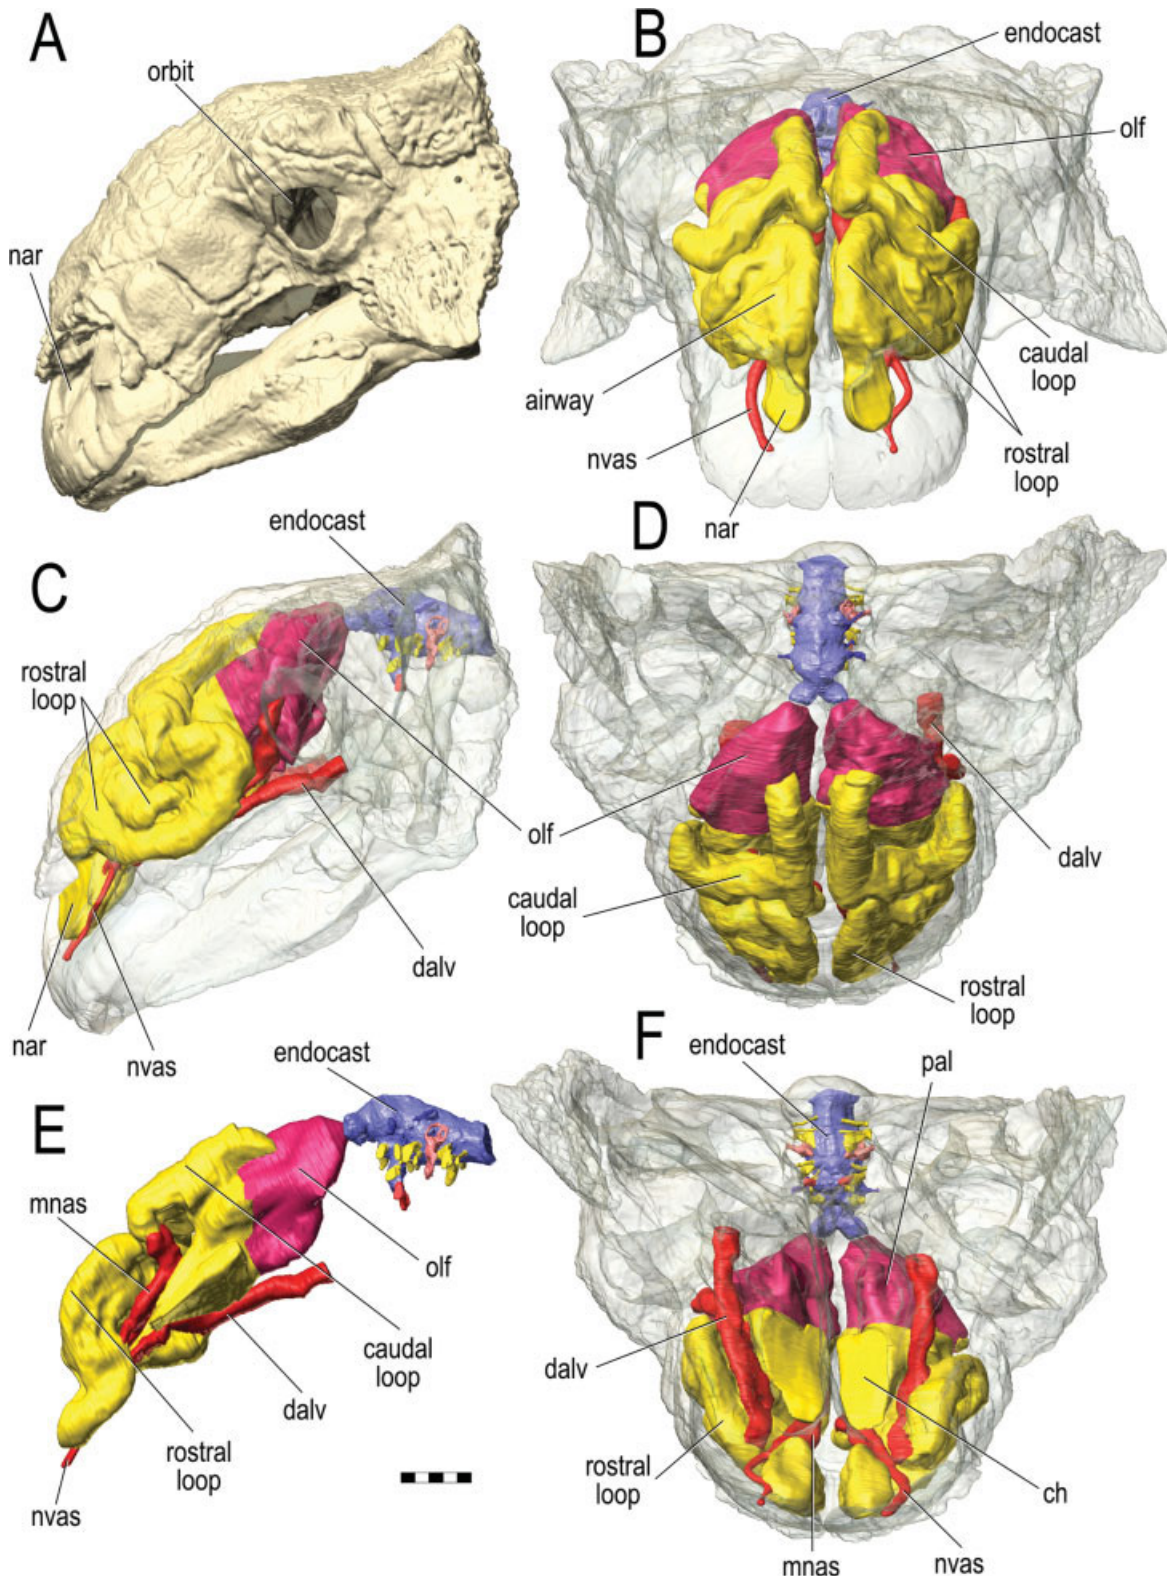 A
orbit
nar
B
endocast
olf
caudal
loop
airway
rostral
loop
nvas
nar
C
endocast
rostral
loop
olf
dalv
nar
nvas
D
dalv
caudal
loop
rostral
loop
E
endocast
mnas
olf
caudal
loop
dalv
rostral
loop
nvas
F
endocast
pal
dalv
rostral
loop
ch
mnas
nvas